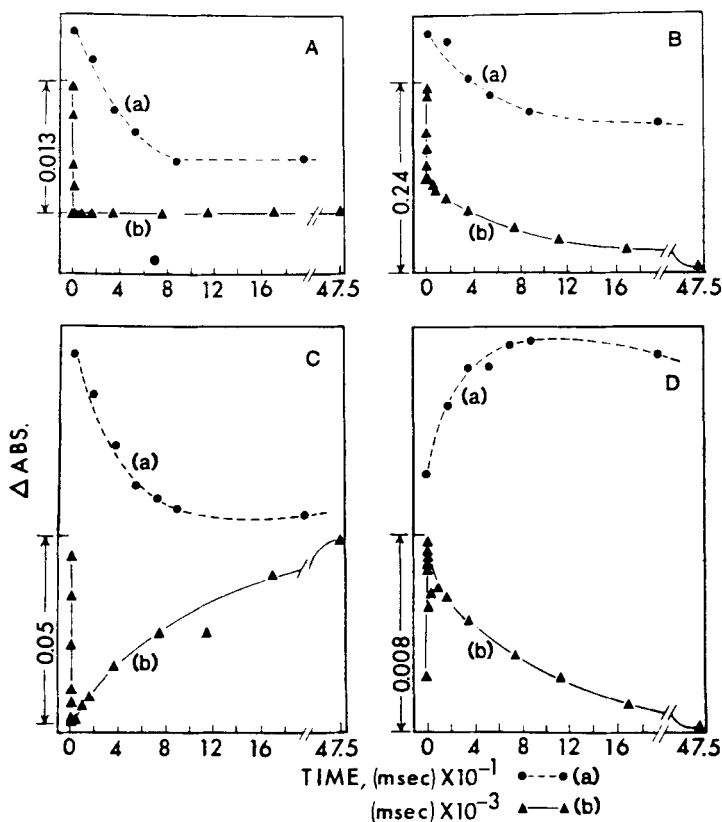 A
(a)
0.013
(b)
0 4 8 12 16 47.5
B
(a)
0.24
(b)
0 4 8 12 16 47.5
C
(a)
Δ ABS.
0.05
(b)
0 4 8 12 16 47.5
D
(a)
0.008
(b)
0 4 8 12 16 47.5
TIME, (msec) X10⁻¹ (a)
(msec) X10⁻³ (b)